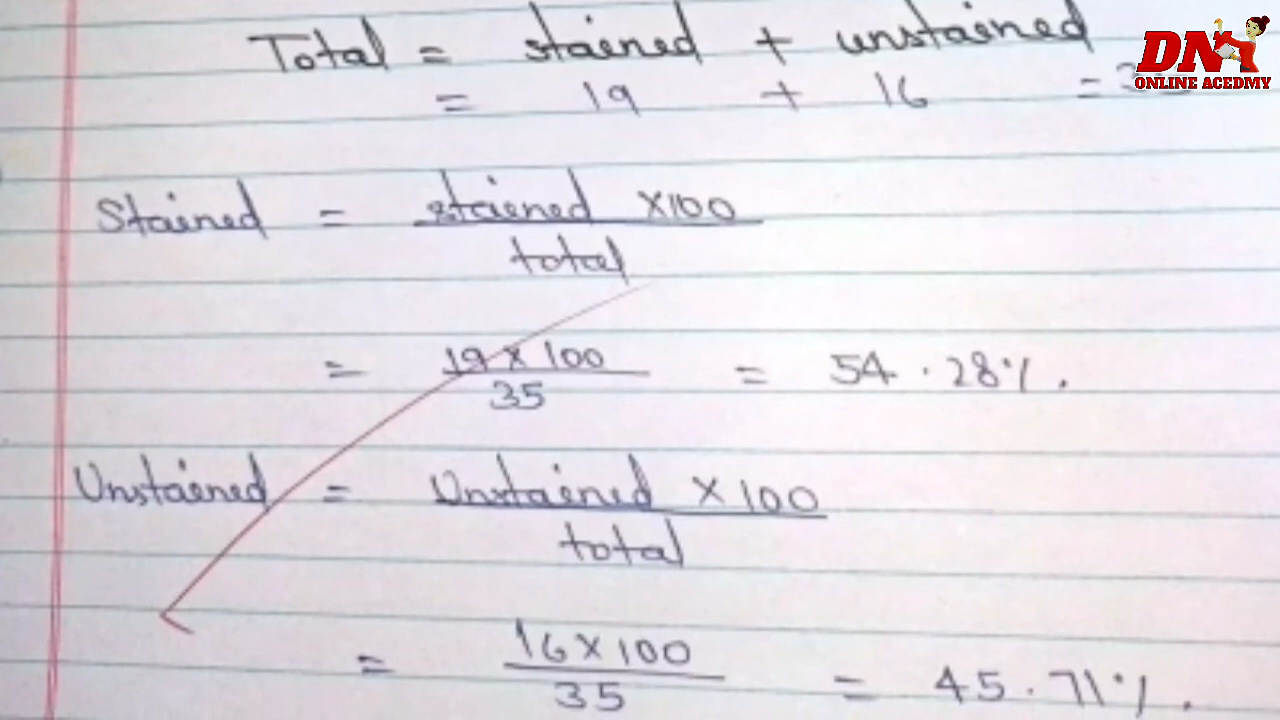 Total = stained + unstained
= 19 + 16 =
DN
ONLINE ACEDMY
Stained = stained ×100
total
= 19 × 100 = 54.28%.
35
Unstained = Unstained × 100
total
= 16 × 100 = 45.71%.
35